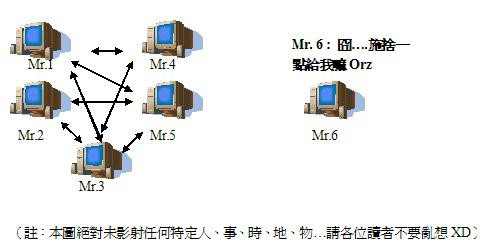 Mr.1
Mr.4
Mr. 6： 囧….施捨一
點給我嘛 Orz
Mr.2
Mr.5
Mr.6
Mr.3
（註：本圖絕對未影射任何特定人、事、時、地、物…請各位讀者不要亂想 XD）